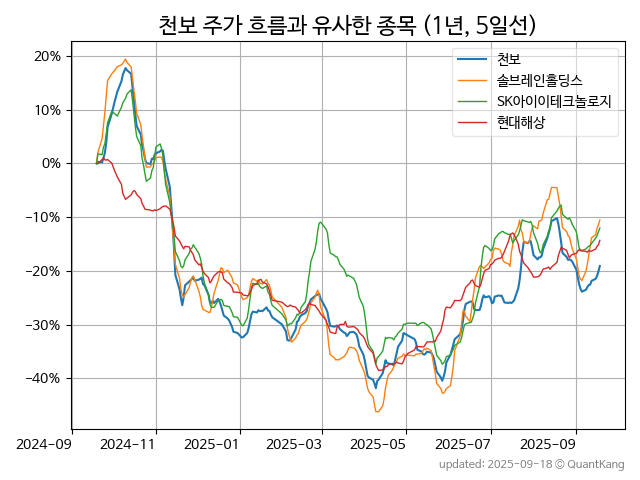 천보 주가 흐름과 유사한 종목 (1년, 5일선)
천보
솔브레인홀딩스
SK아이이테크놀로지
현대해상
20%
10%
0%
−10%
−20%
−30%
−40%
2024-09 2024-11 2025-01 2025-03 2025-05 2025-07 2025-09
updated: 2025-09-18 © QuantKang